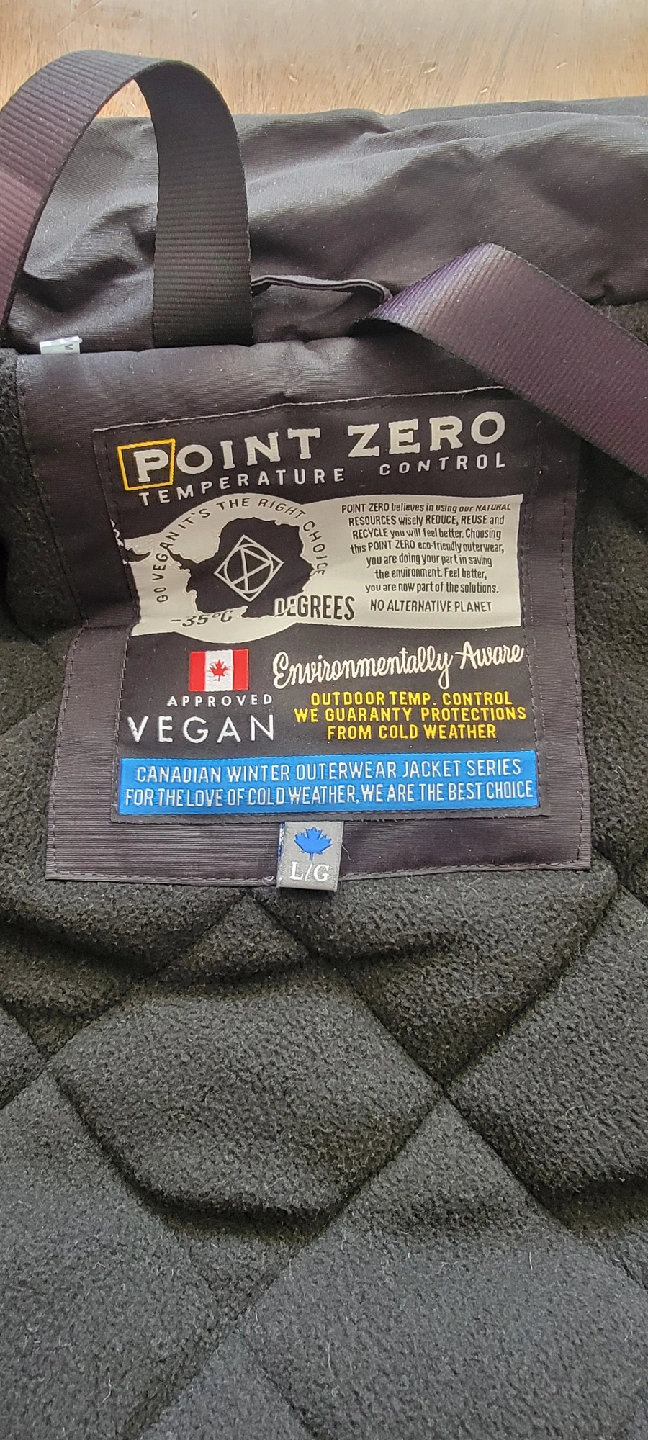 POINT ZERO
TEMPERATURE CONTROL
GO VEGAN IT'S THE RIGHT CHOICE
-35°C DEGREES
POINT ZERO believes in using our NATURAL
RESOURCES wisely REDUCE, REUSE and
RECYCLE you will feel better. Choosing
this POINT ZERO eco-friendly outerwear,
you are doing your part in saving
the environment. Feel better,
you are now part of the solutions.
NO ALTERNATIVE PLANET
APPROVED
VEGAN
Environmentally Aware
OUTDOOR TEMP. CONTROL
WE GUARANTY PROTECTIONS
FROM COLD WEATHER
CANADIAN WINTER OUTERWEAR JACKET SERIES
FOR THE LOVE OF COLD WEATHER, WE ARE THE BEST CHOICE
L/G